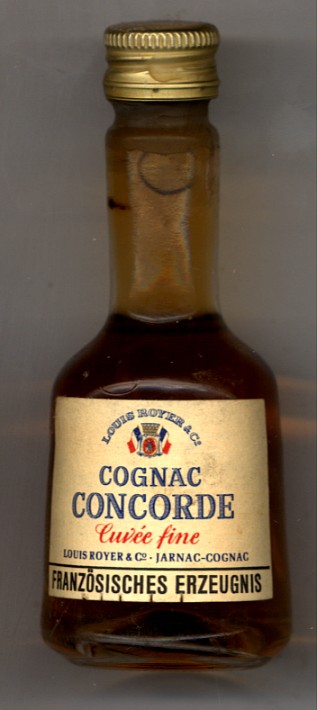 LOUIS ROYER & Cº
COGNAC
CONCORDE
Cuvée fine
LOUIS ROYER & Cº · JARNAC-COGNAC
FRANZÖSISCHES ERZEUGNIS